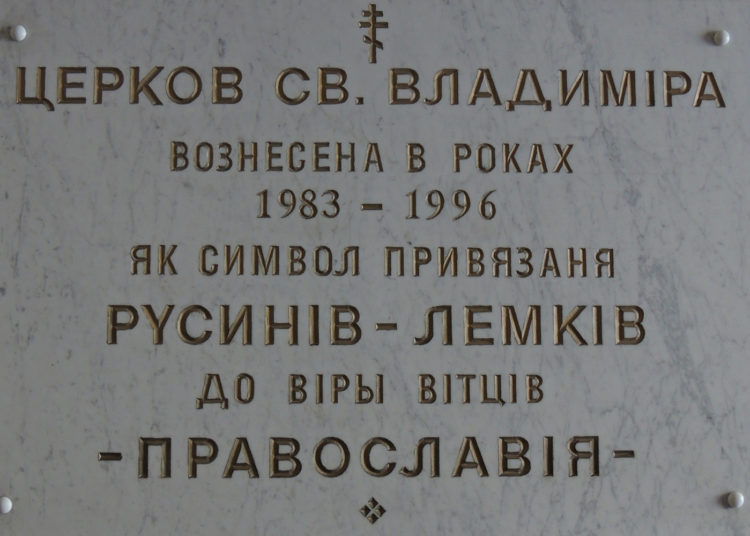 ЦЕРКОВ СВ. ВЛАДИМІРА
ВОЗНЕСЕНА В РОКАХ
1983 – 1996
ЯК СИМВОЛ ПРИВЯЗАНЯ
РУСИНІВ – ЛЕМКІВ
ДО ВІРЫ ВІТЦІВ
– ПРАВОСЛАВІЯ –